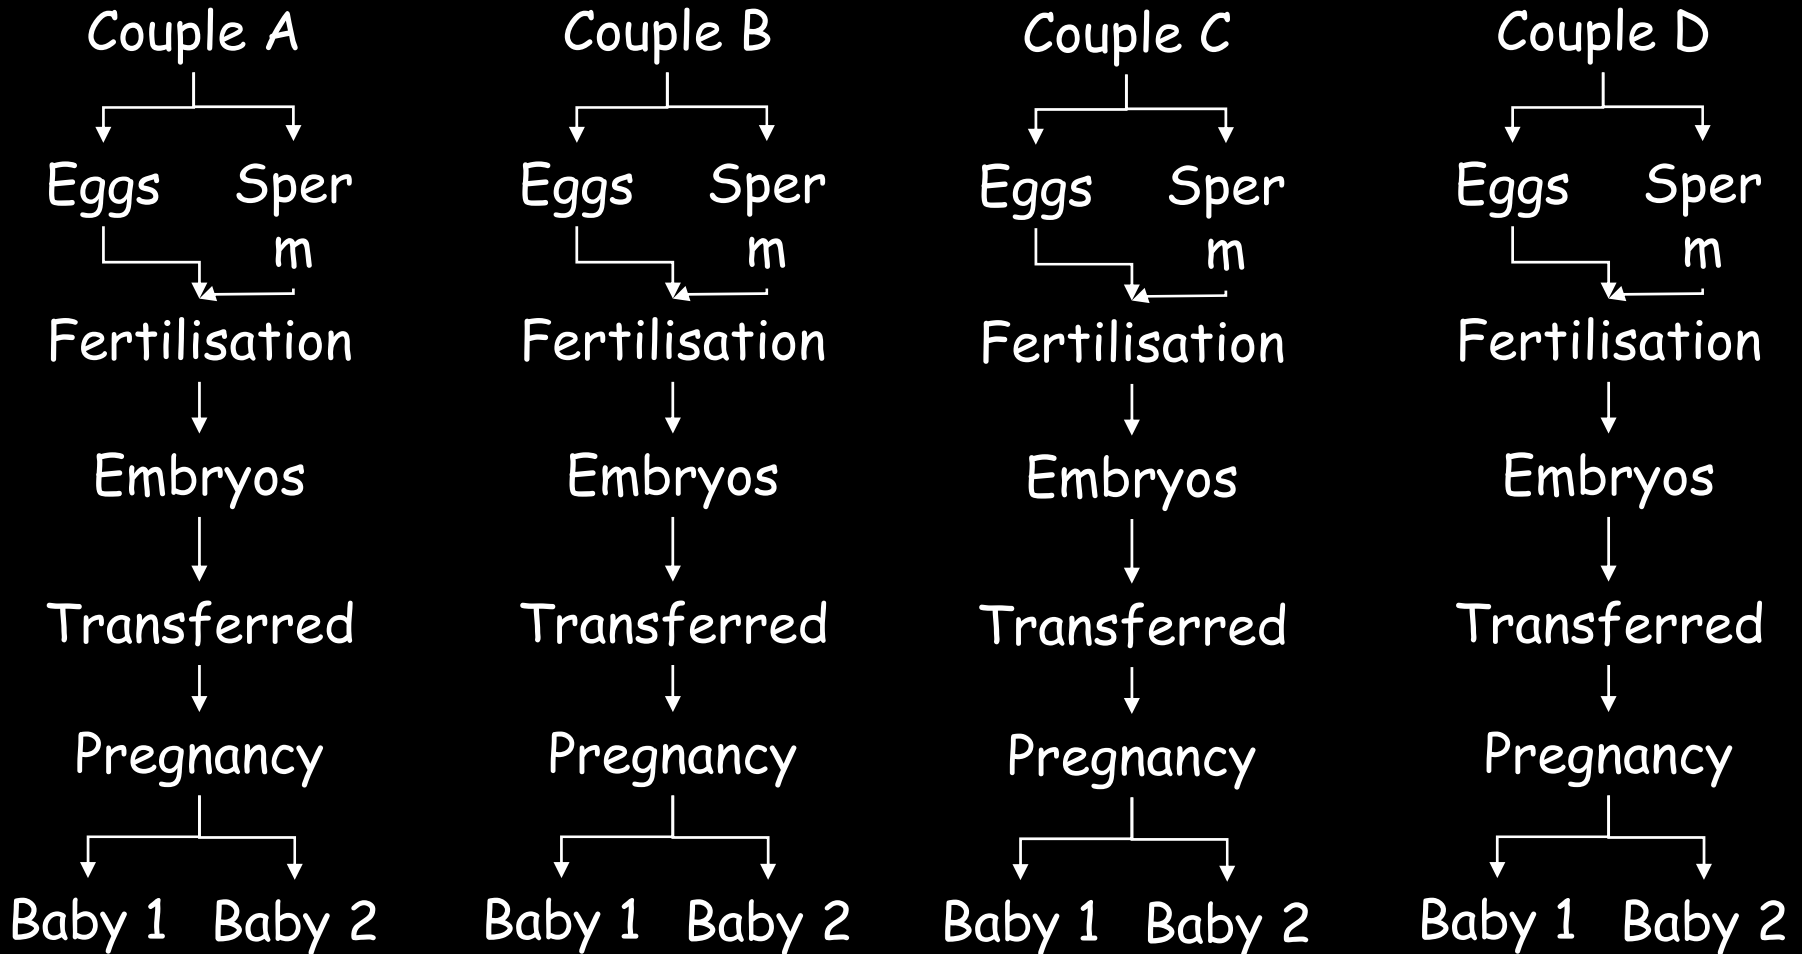 Couple A
Couple B
Couple C
Couple D
Eggs
Sper
m
Eggs
Sper
m
Eggs
Sper
m
Eggs
Sper
m
Fertilisation
Fertilisation
Fertilisation
Fertilisation
Embryos
Embryos
Embryos
Embryos
Transferred
Transferred
Transferred
Transferred
Pregnancy
Pregnancy
Pregnancy
Pregnancy
Baby 1
Baby 2
Baby 1
Baby 2
Baby 1
Baby 2
Baby 1
Baby 2